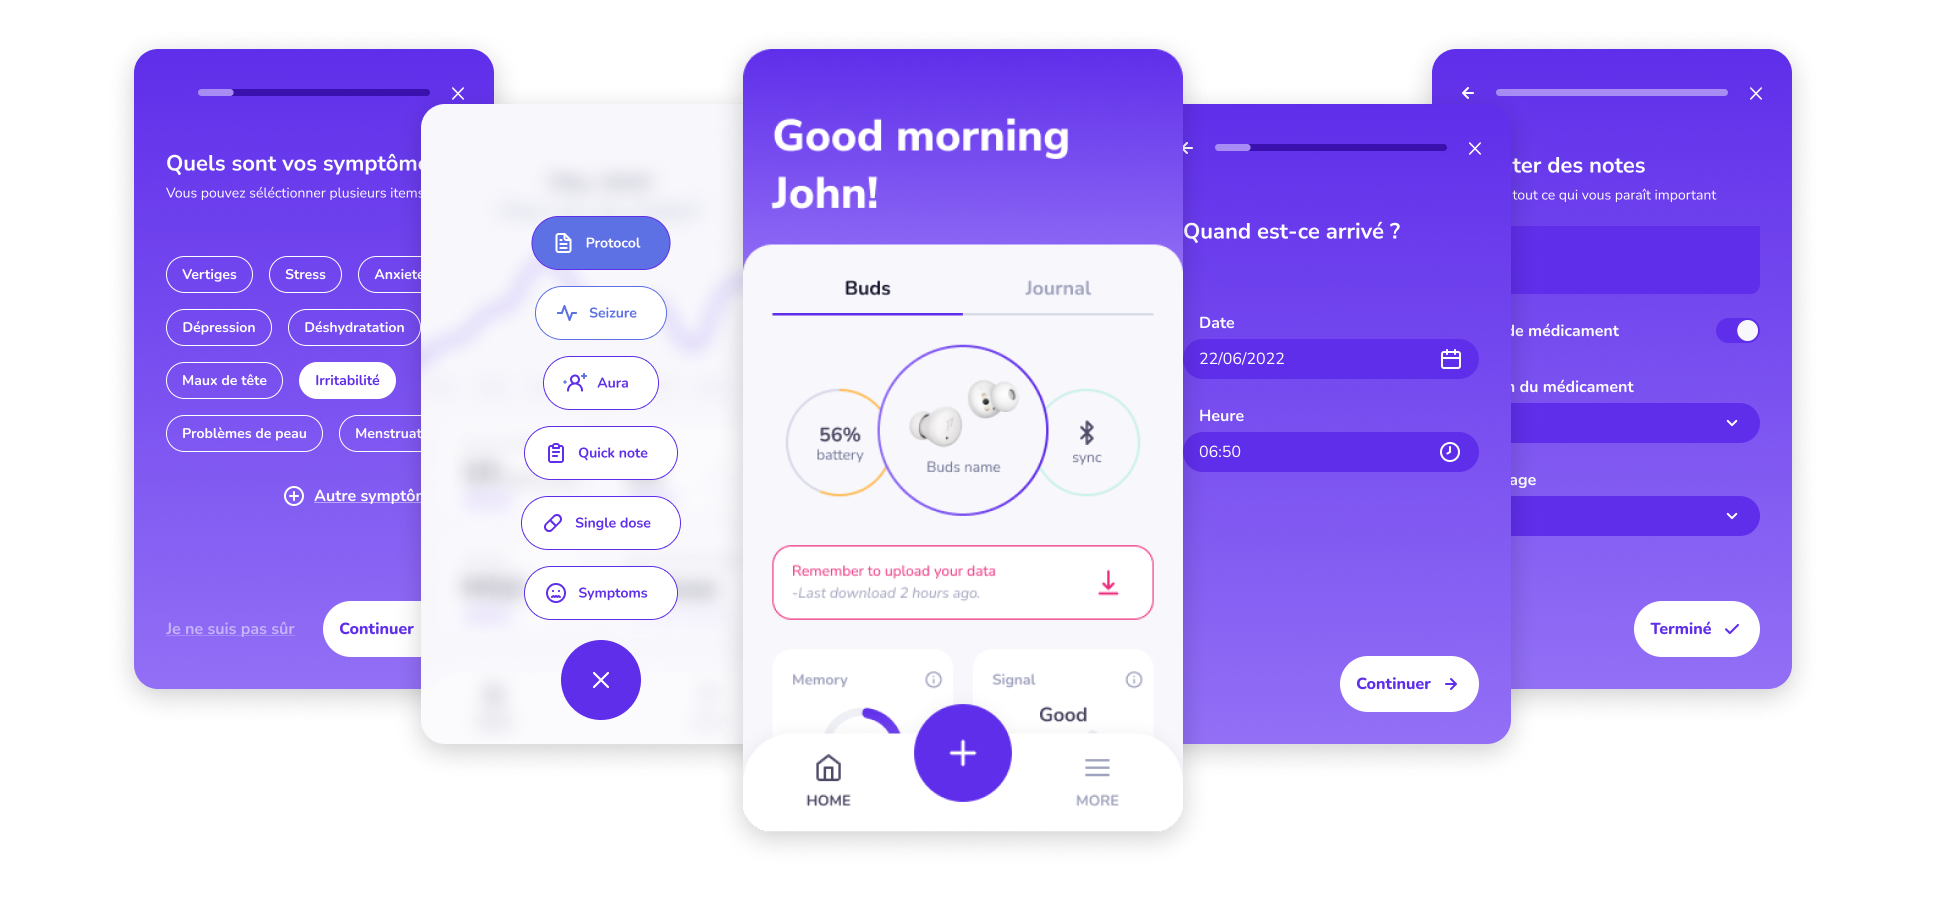 Quels sont vos symptôme
Vous pouvez séléctionner plusieurs items
Vertiges
Stress
Anxiete
Dépression
Déshydratation
Maux de tête
Irritabilité
Problèmes de peau
Menstruat
Autre symptôr
Je ne suis pas sûr
Continuer
Protocol
Seizure
Aura
Quick note
Single dose
Symptoms
Good morning
John!
Buds
Journal
56%
battery
Buds name
sync
Remember to upload your data
-Last download 2 hours ago.
Memory
Signal
Good
HOME
MORE
Quand est-ce arrivé ?
Date
22/06/2022
Heure
06:50
Continuer
ter des notes
tout ce qui vous paraît important
de médicament
n du médicament
age
Terminé